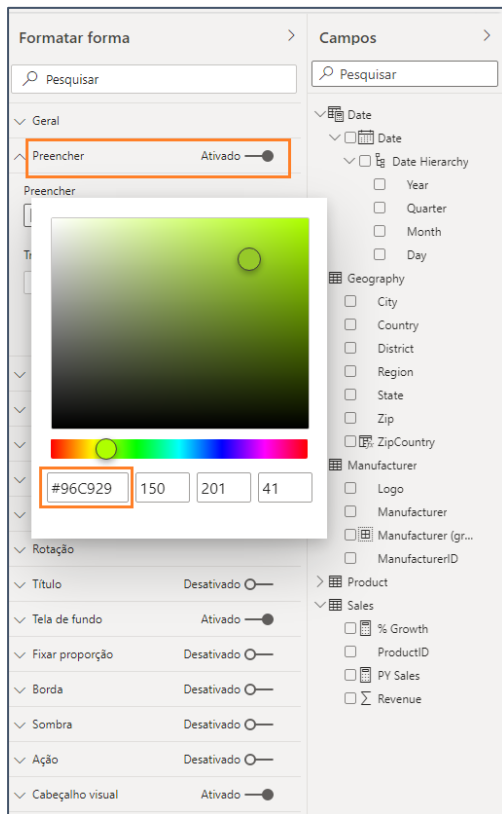 Formatar forma
Pesquisar
Geral
Preencher Ativado
Preencher
#96C929 150 201 41
Rotação
Título Desativado
Tela de fundo Ativado
Fixar proporção Desativado
Borda Desativado
Sombra Desativado
Ação Desativado
Cabeçalho visual Ativado
Campos
Pesquisar
Date
Date
Date Hierarchy
Year
Quarter
Month
Day
Geography
City
Country
District
Region
State
Zip
ZipCountry
Manufacturer
Logo
Manufacturer
Manufacturer (gr...
ManufacturerID
Product
Sales
% Growth
ProductID
PY Sales
Revenue